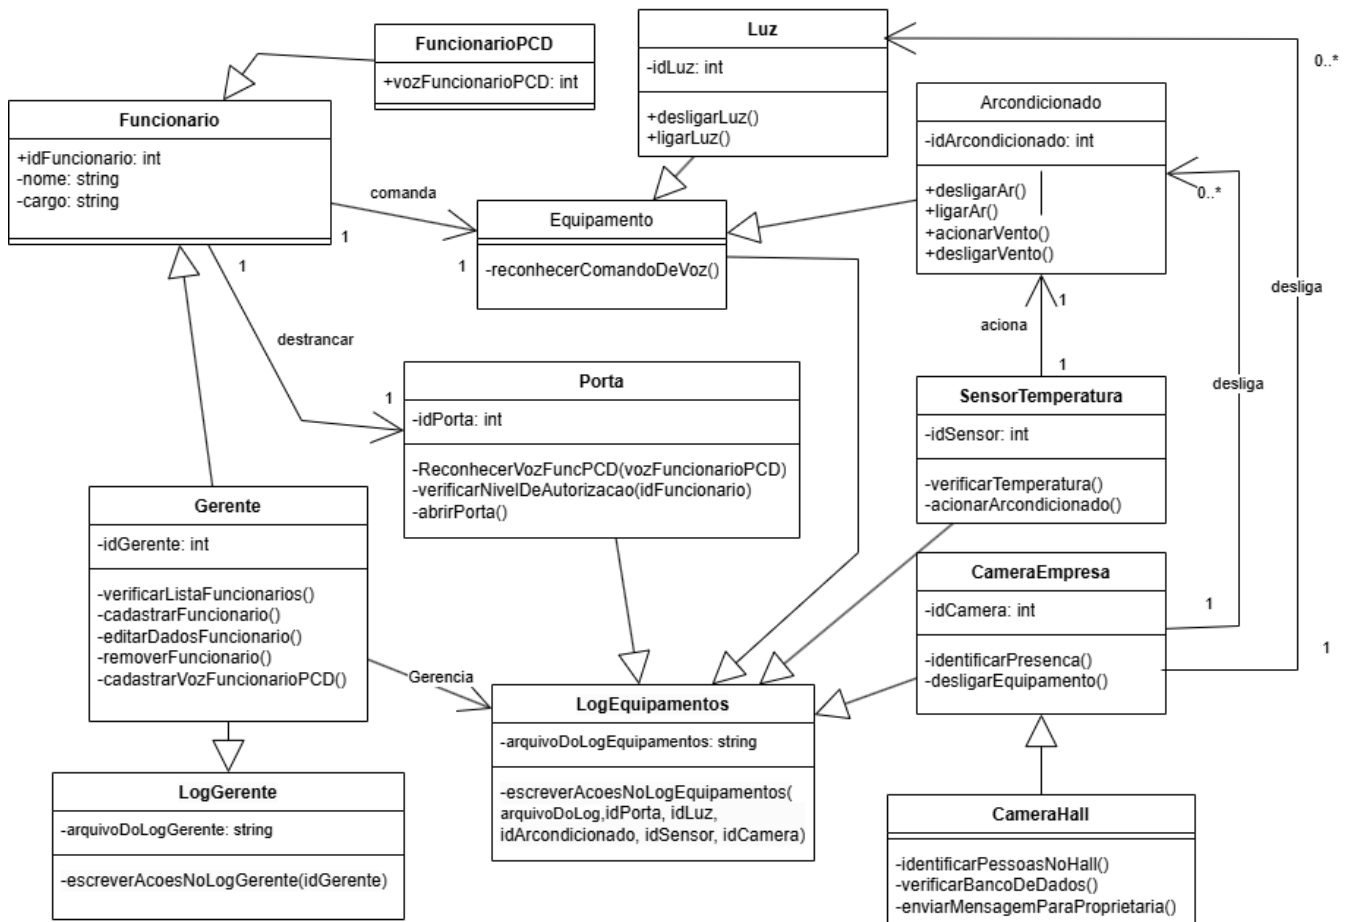 FuncionarioPCD
+vozFuncionarioPCD: int
Luz
-idLuz: int
+desligarLuz()
+ligarLuz()
0..*
Funcionario
+idFuncionario: int
-nome: string
-cargo: string
Arcondicionado
-idArcondicionado: int
+desligarAr()
+ligarAr()
+acionarVento()
+desligarVento()
0..*
comanda
1
1
1
Equipamento
-reconhecerComandoDeVoz()
desliga
1
aciona
1
destrancar
1
Porta
-idPorta: int
-ReconhecerVozFuncPCD(vozFuncionarioPCD)
-verificarNivelDeAutorizacao(idFuncionario)
-abrirPorta()
SensorTemperatura
-idSensor: int
-verificarTemperatura()
-acionarArcondicionado()
desliga
Gerente
-idGerente: int
-verificarListaFuncionarios()
-cadastrarFuncionario()
-editarDadosFuncionario()
-removerFuncionario()
-cadastrarVozFuncionarioPCD()
CameraEmpresa
-idCamera: int
-identificarPresenca()
-desligarEquipamento()
1
1
Gerencia
LogEquipamentos
-arquivoDoLogEquipamentos: string
-escreverAcoesNoLogEquipamentos(
arquivoDoLog,idPorta, idLuz,
idArcondicionado, idSensor, idCamera)
LogGerente
-arquivoDoLogGerente: string
-escreverAcoesNoLogGerente(idGerente)
CameraHall
-identificarPessoasNoHall()
-verificarBancoDeDados()
-enviarMensagemParaProprietaria()